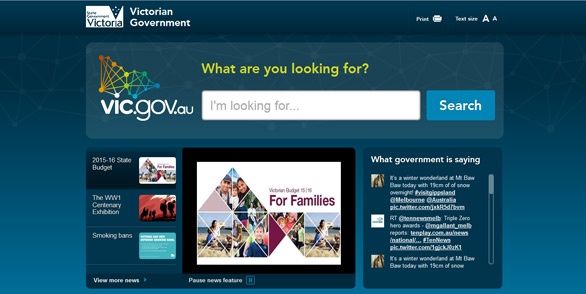 State
Government
Victoria
Victorian
Government
Print
Text size A A
What are you looking for?
vic.gov.au
I'm looking for...
Search
2015-16 State
Budget
The WW1
Centenary
Exhibition
Smoking bans
View more news
Victorian Budget 15|16
For Families
Pause news feature
What government is saying
It's a winter wonderland at Mt Baw
Baw today with 19cm of of snow
overnight! #visitgippsland
@Melbourne @Australia
pic.twitter.com/jxkR5d7bvm
RT @tennewsmelb: Triple Zero
hero awards - @mgallant_melb
reports tenplay.com.au/news
/national/… #TenNews
pic.twitter.com/1gjckJ0zK1
It's a winter wonderland at Mt Baw
Baw today with 19cm of snow